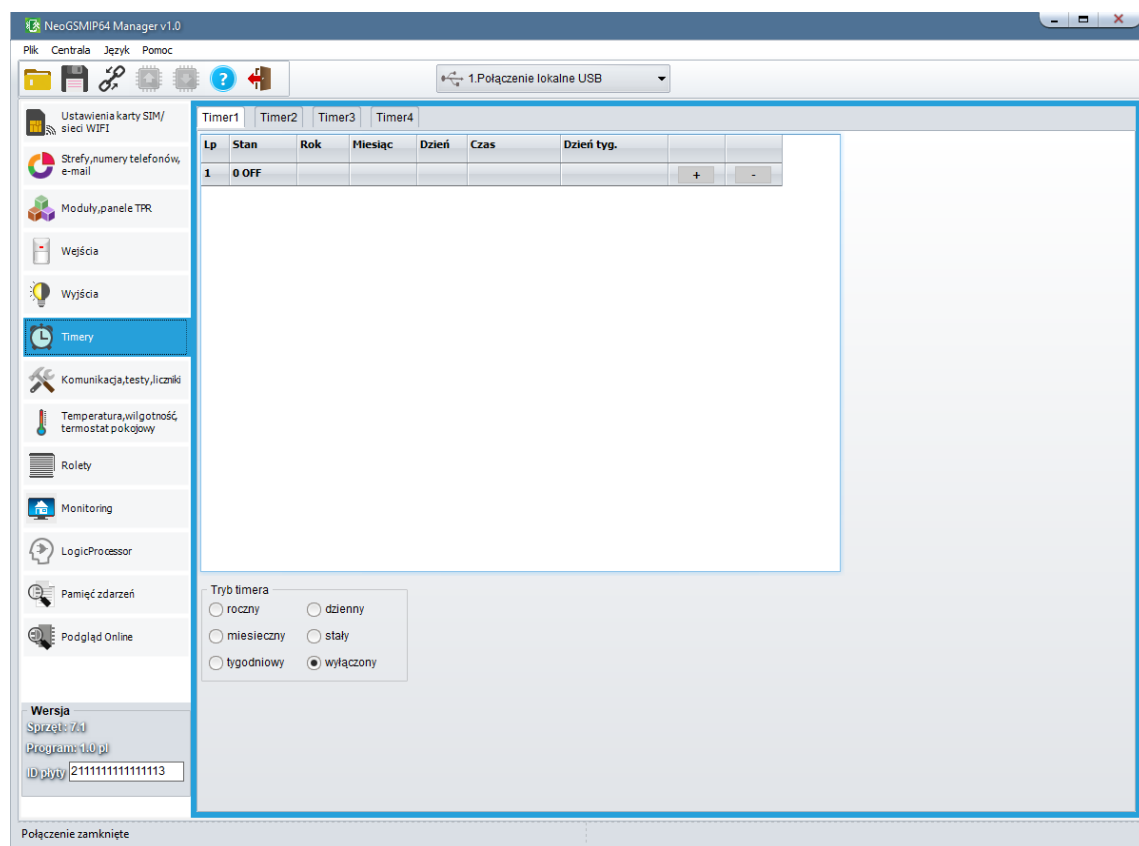 NeoGSMIP64 Manager v1.0
Plik Centrala Język Pomoc
1.Połączenie lokalne USB
Ustawienia karty SIM/
sieci WIFI
Strefy,numery telefonów,
e-mail
Moduły,panele TPR
Wejścia
Wyjścia
Timery
Komunikacja,testy,liczniki
Temperatura,wilgotność,
termostat pokojowy
Rolety
Monitoring
LogicProcessor
Pamięć zdarzeń
Podgląd Online
Timer1 Timer2 Timer3 Timer4
Lp Stan Rok Miesiąc Dzień Czas Dzień tyg.
1 0 OFF + -
Tryb timera
roczny dzienny
miesieczny stały
tygodniowy wyłączony
Wersja
Sprzęt: 7.1
Program: 1.0 pl
ID płyty 2111111111111113
Połączenie zamknięte